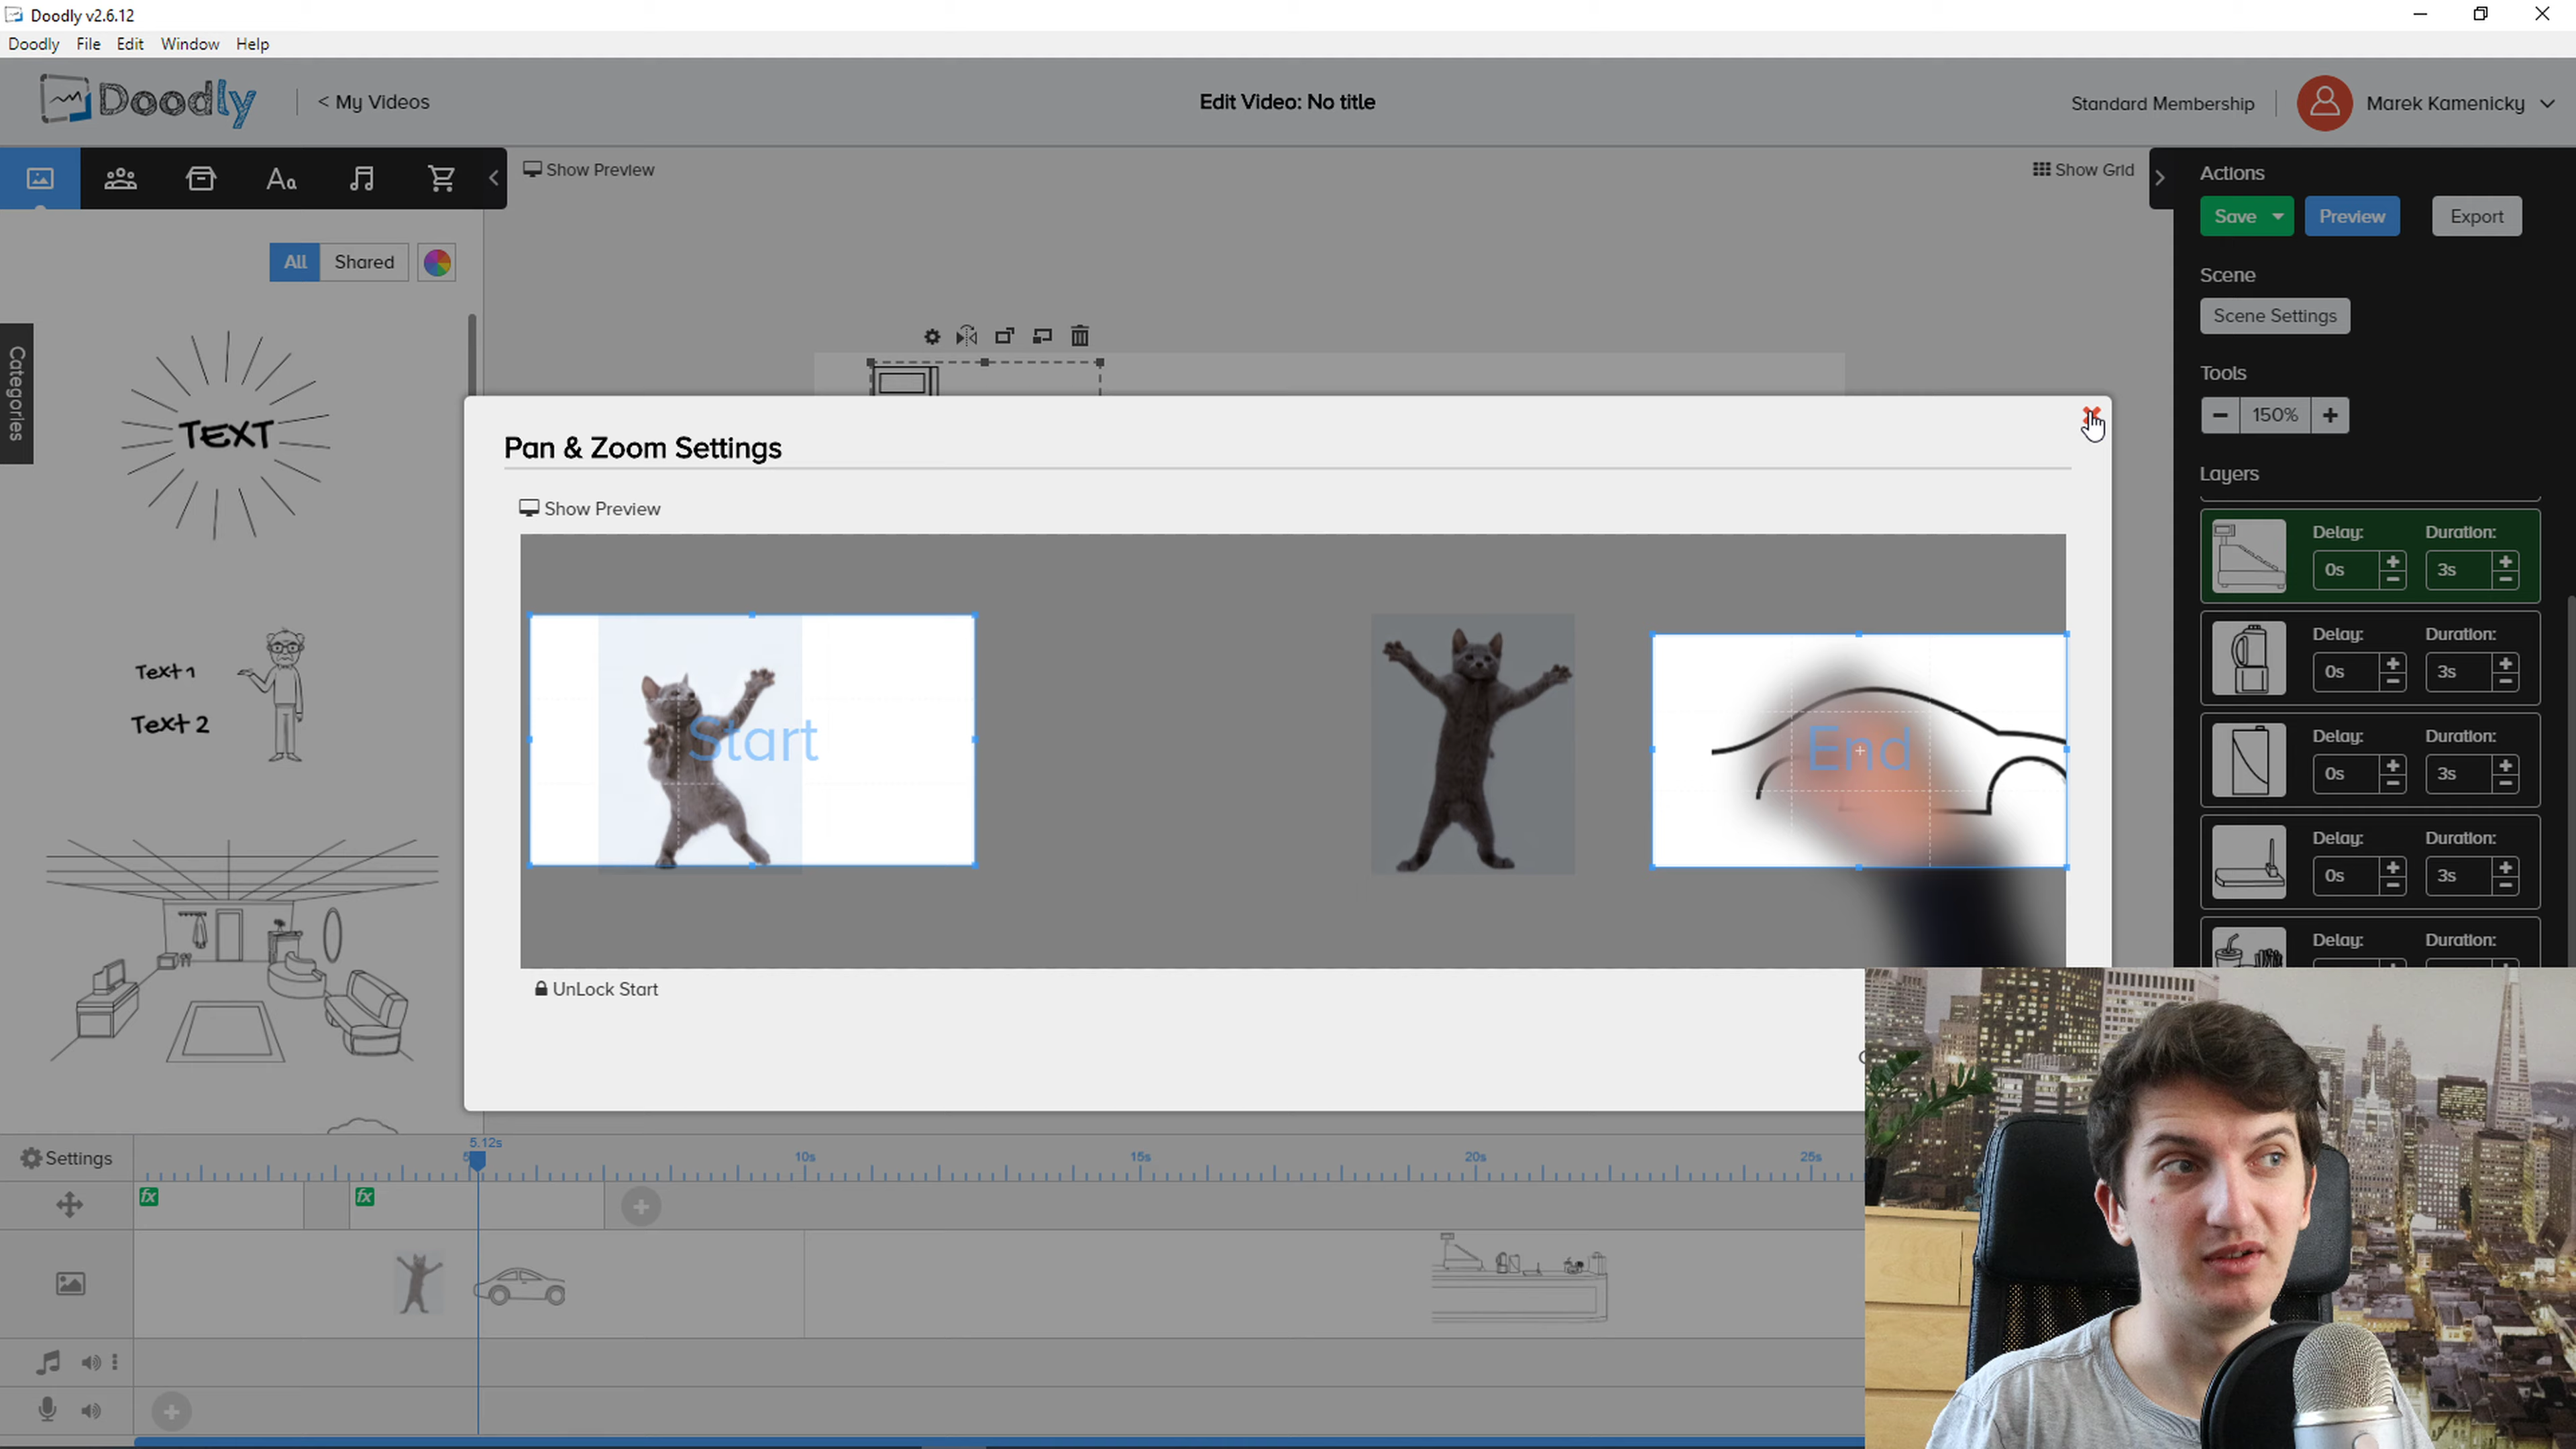 Doodly v2.6.12
Doodly File Edit Window Help
Doodly
< My Videos
Edit Video: No title
Standard Membership
Marek Kamenicky
Aa
Show Preview
Show Grid
Actions
Save
Preview
Export
All
Shared
Scene
Scene Settings
Categories
TEXT
Tools
150%
Pan & Zoom Settings
Layers
Show Preview
Delay: Duration:
0s 3s
Text 1
Text 2
Start
End
Delay: Duration:
0s 3s
Delay: Duration:
0s 3s
Delay: Duration:
0s 3s
Delay: Duration:
UnLock Start
Settings
5.12s
10s
15s
20s
25s
fx
fx